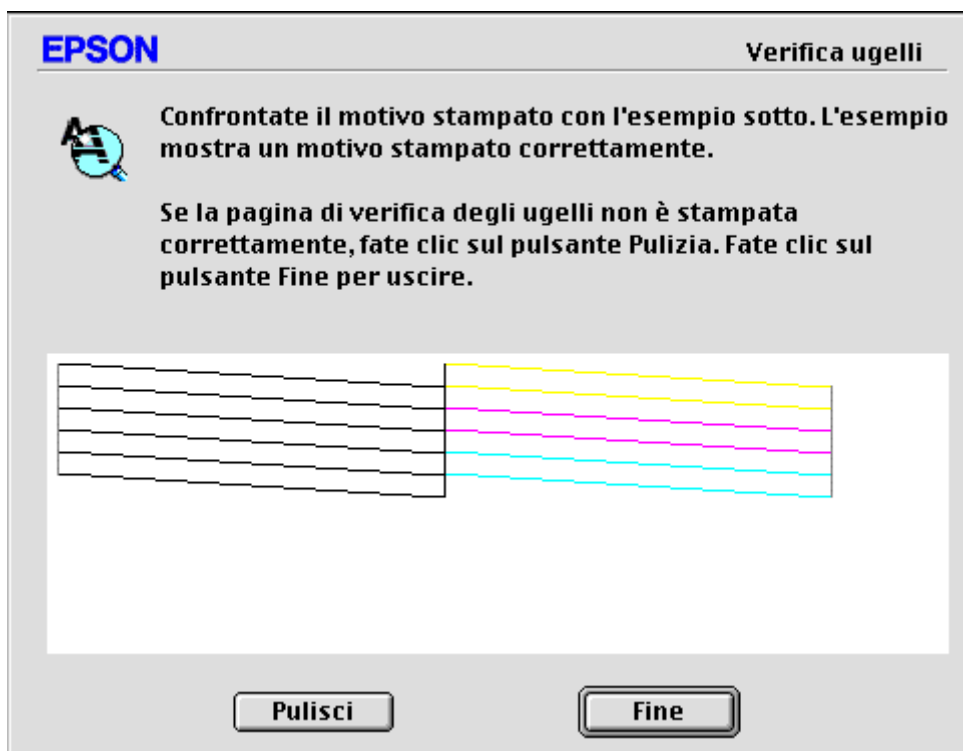 EPSON
Verifica ugelli
Confrontate il motivo stampato con l'esempio sotto. L'esempio
mostra un motivo stampato correttamente.
Se la pagina di verifica degli ugelli non è stampata
correttamente, fate clic sul pulsante Pulizia. Fate clic sul
pulsante Fine per uscire.
Pulisci
Fine